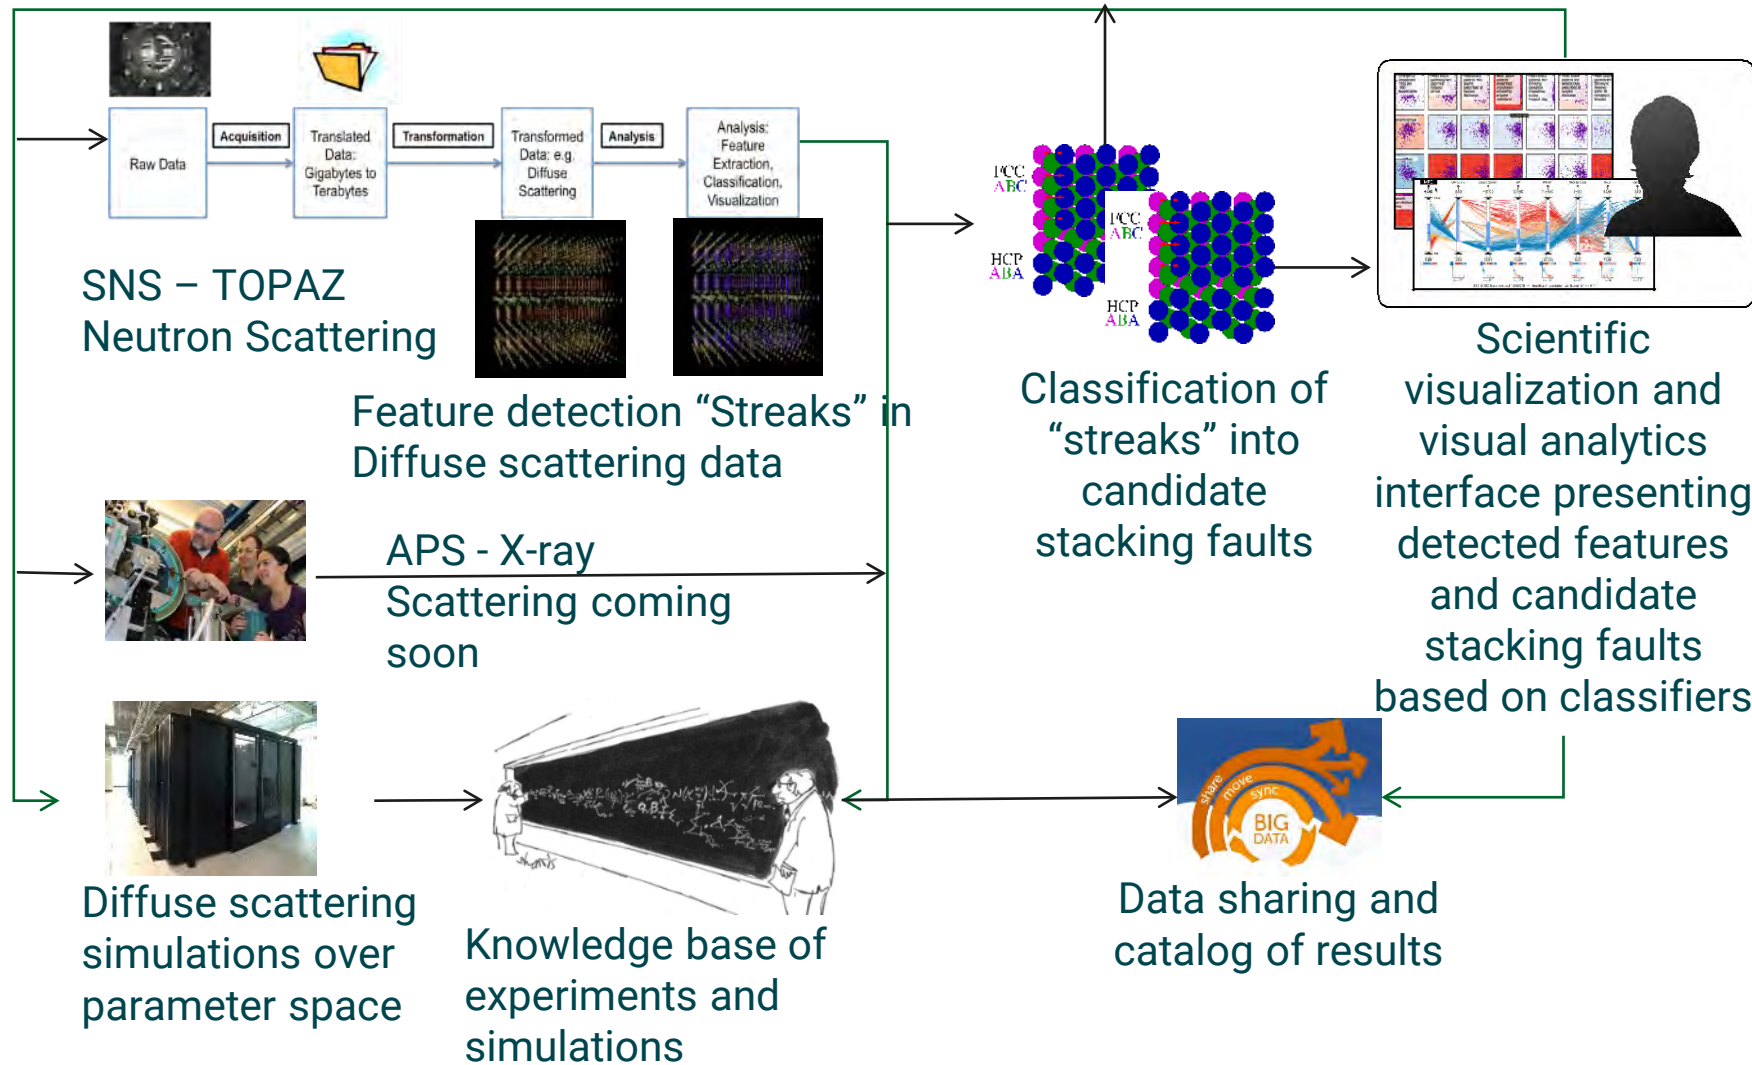 Raw Data
Acquisition
Translated
Data:
Gigabytes to
Terabytes
Transformation
Transformed
Data: e.g.
Diffuse
Scattering
Analysis
Analysis:
Feature
Extraction,
Classification,
Visualization
SNS – TOPAZ
Neutron Scattering
Feature detection “Streaks” in
Diffuse scattering data
FCC
ABC
HCP
ABA
FCC
ABC
HCP
ABA
Classification of
“streaks” into
candidate
stacking faults
Scientific
visualization and
visual analytics
interface presenting
detected features
and candidate
stacking faults
based on classifiers
APS - X-ray
Scattering coming
soon
Diffuse scattering
simulations over
parameter space
Knowledge base of
experiments and
simulations
share
move
sync
BIG
DATA
Data sharing and
catalog of results